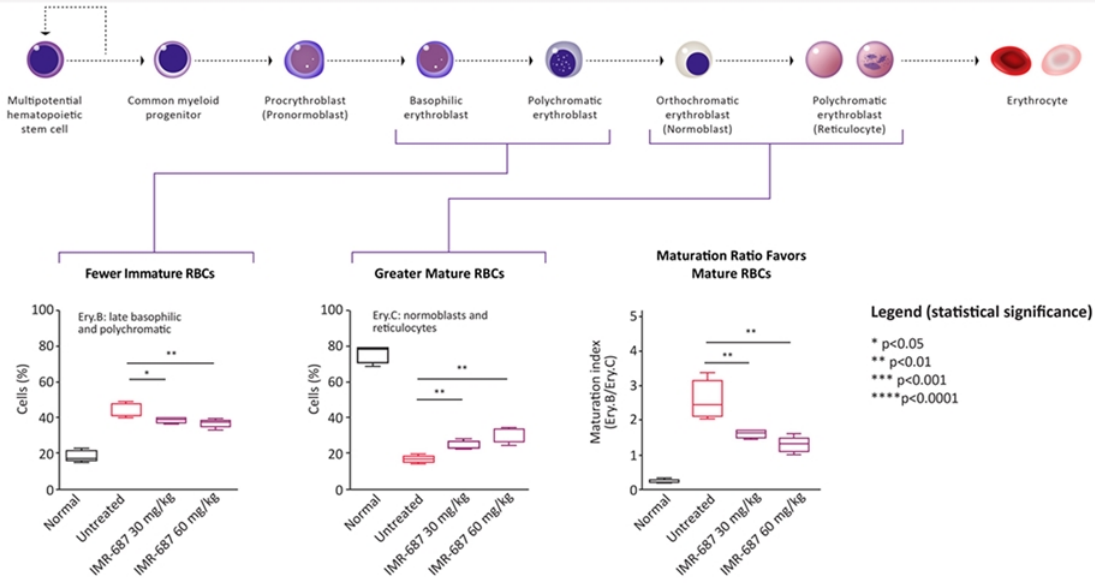 Multipotential
hematopoietic
stem cell
Common myeloid
progenitor
Procrythroblast
(Pronormoblast)
Basophilic
erythroblast
Polychromatic
erythroblast
Orthochromatic
erythroblast
(Normoblast)
Polychromatic
erythroblast
(Reticulocyte)
Erythrocyte
Fewer Immature RBCs
Ery.B: late basophilic
and polychromatic
Cells (%)
100
80
60
40
20
0
**
*
Normal
Untreated
IMR-687 30 mg/kg
IMR-687 60 mg/kg
Greater Mature RBCs
Ery.C: normoblasts and
reticulocytes
Cells (%)
100
80
60
40
20
0
**
**
Normal
Untreated
IMR-687 30 mg/kg
IMR-687 60 mg/kg
Maturation Ratio Favors
Mature RBCs
Maturation index
(Ery.B/Ery.C)
5
4
3
2
1
0
**
**
Normal
Untreated
IMR-687 30 mg/kg
IMR-687 60 mg/kg
Legend (statistical significance)
* p<0.05
** p<0.01
*** p<0.001
****p<0.0001